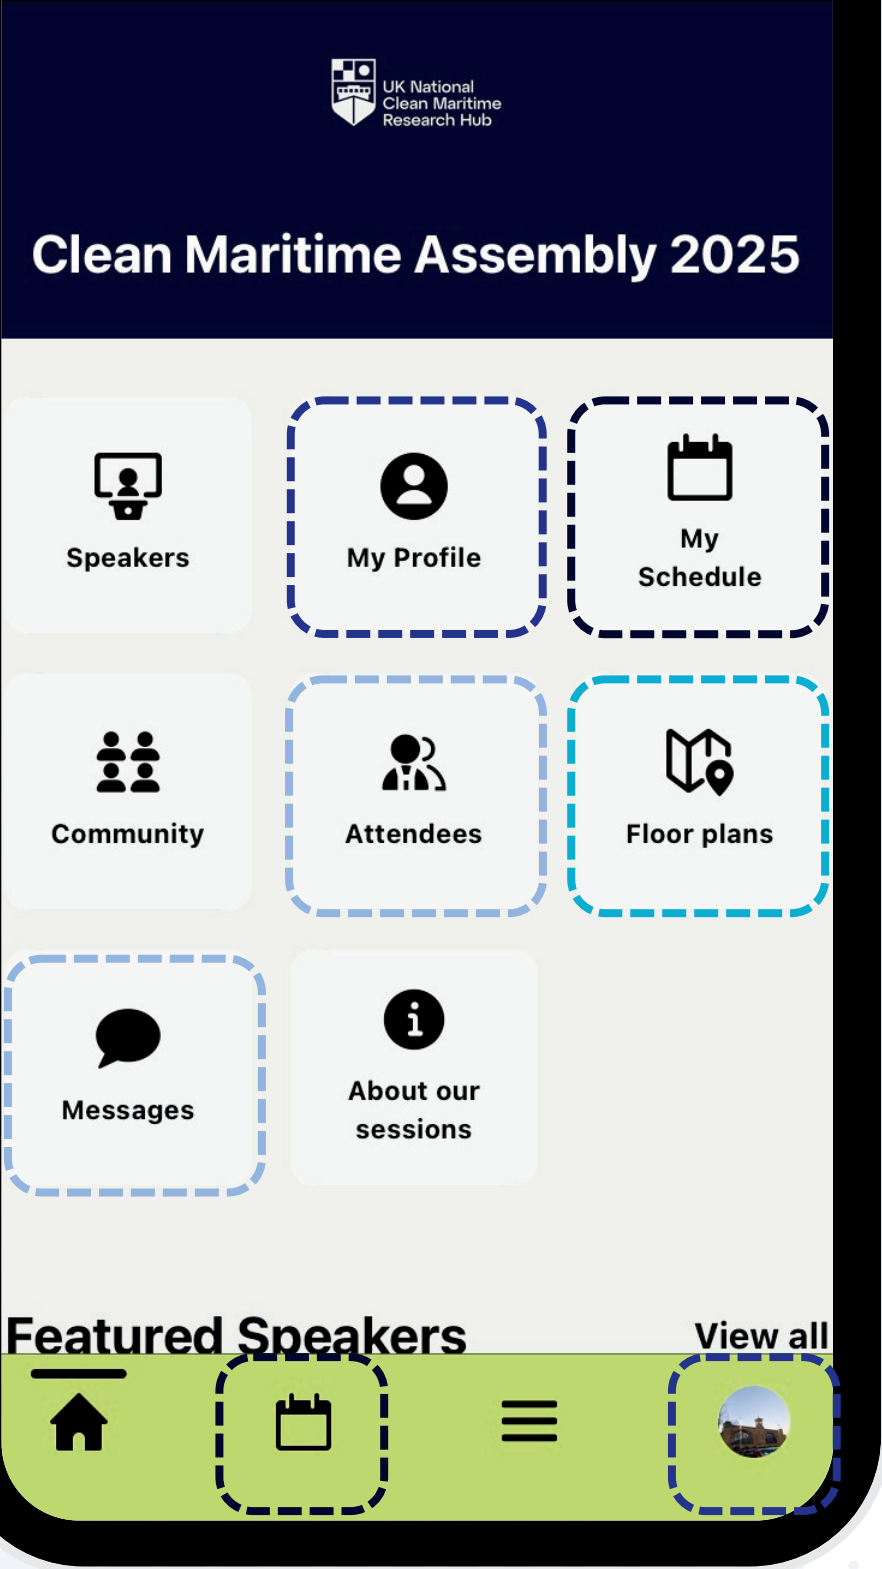 UK National
Clean Maritime
Research Hub
Clean Maritime Assembly 2025
Speakers
My Profile
My
Schedule
Community
Attendees
Floor plans
Messages
About our
sessions
Featured Speakers
View all